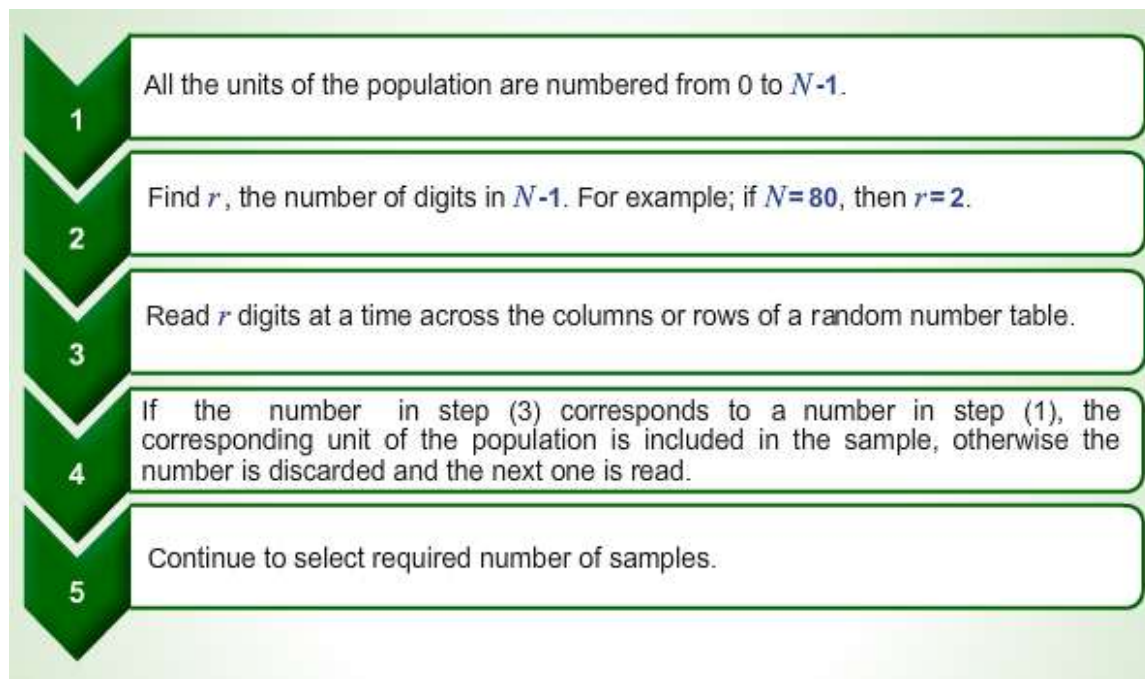 1
All the units of the population are numbered from 0 to N-1.
2
Find r, the number of digits in N-1. For example; if N=80, then r=2.
3
Read r digits at a time across the columns or rows of a random number table.
4
If the number in step (3) corresponds to a number in step (1), the
corresponding unit of the population is included in the sample, otherwise the
number is discarded and the next one is read.
5
Continue to select required number of samples.